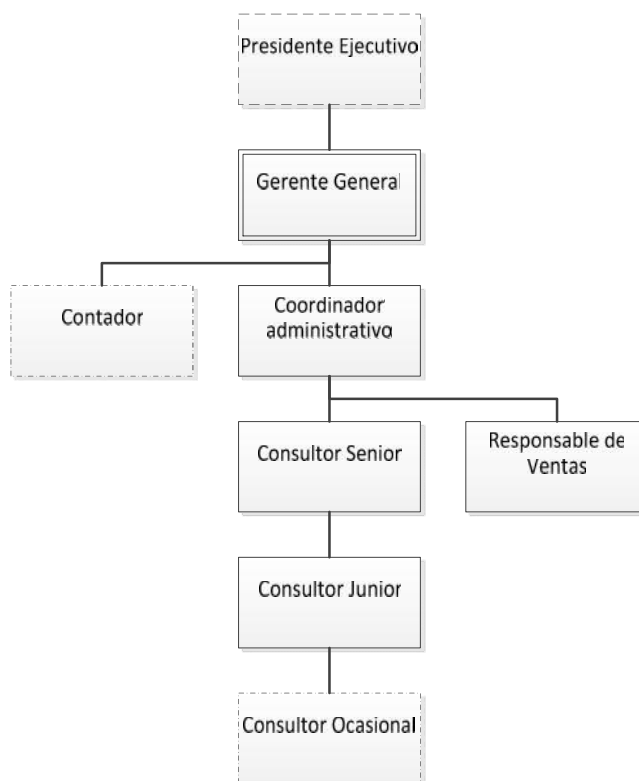 Presidente Ejecutivo
Gerente General
Contador
Coordinador
administrativo
Consultor Senior
Responsable de
Ventas
Consultor Junior
Consultor Ocasional